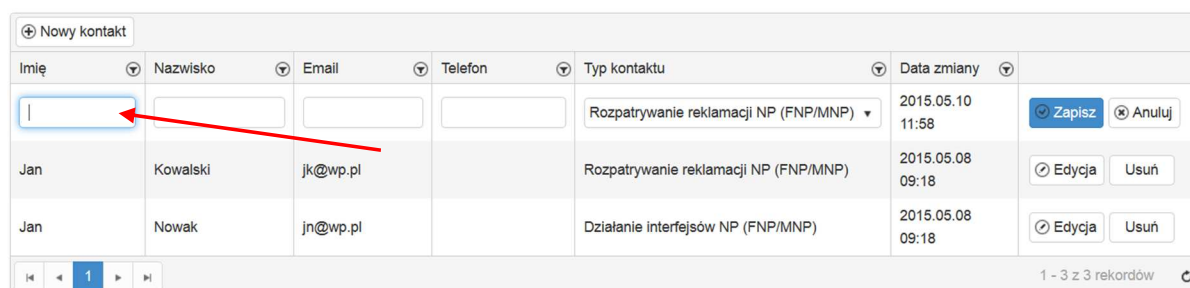 Nowy kontakt
Imię Nazwisko Email Telefon Typ kontaktu Data zmiany
Rozpatrywanie reklamacji NP (FNP/MNP) 2015.05.10 11:58 Zapisz Anuluj
Jan Kowalski jk@wp.pl Rozpatrywanie reklamacji NP (FNP/MNP) 2015.05.08 09:18 Edycja Usuń
Jan Nowak jn@wp.pl Działanie interfejsów NP (FNP/MNP) 2015.05.08 09:18 Edycja Usuń
1 1 - 3 z 3 rekordów